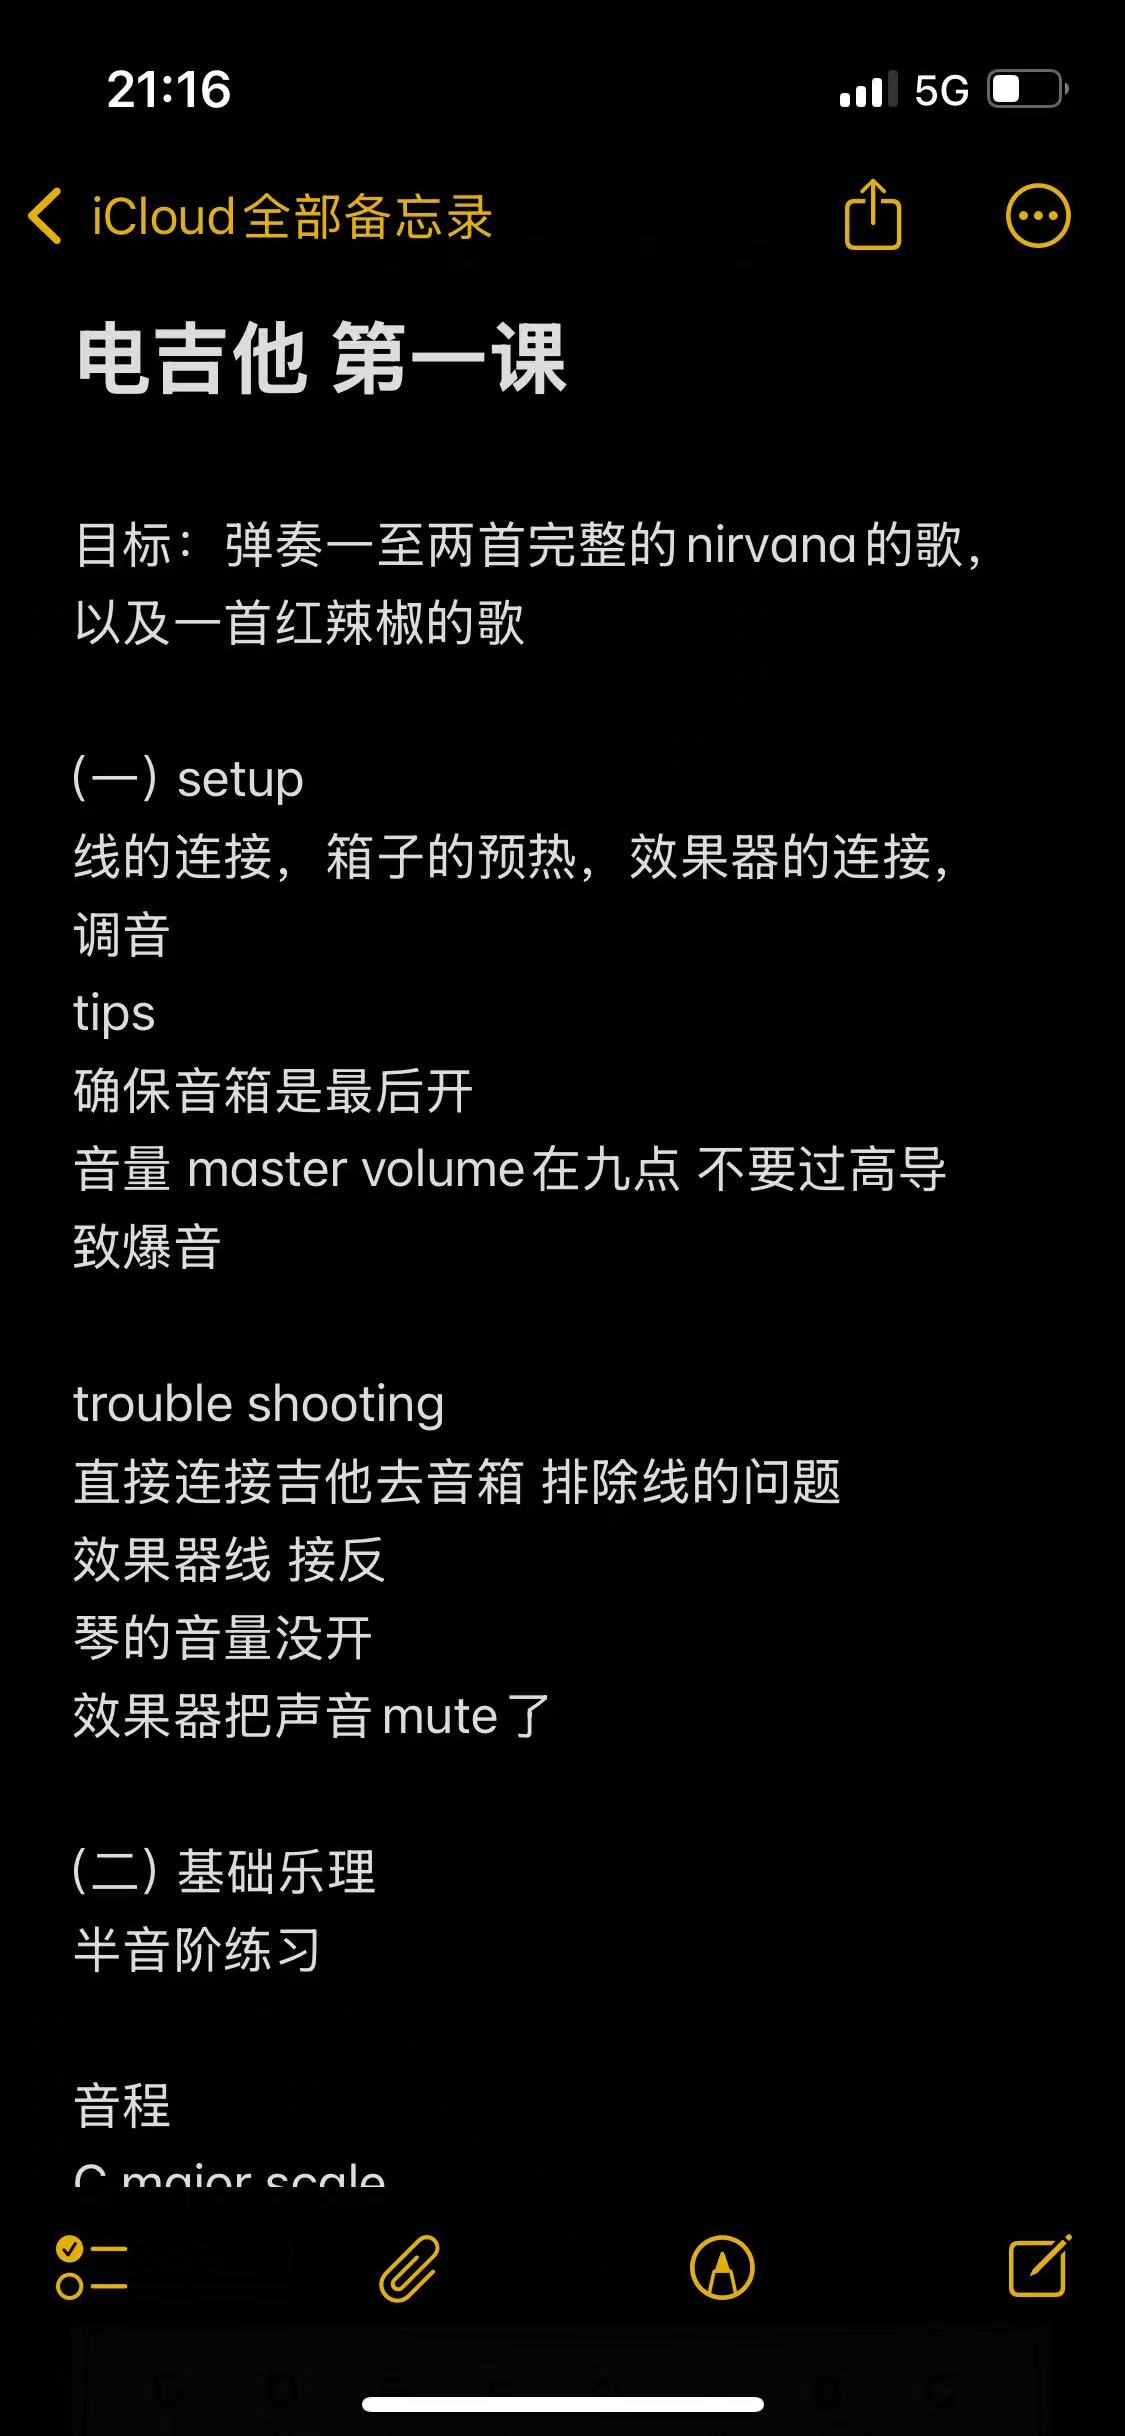 21:16
5G
iCloud全部备忘录
电吉他 第一课
目标：弹奏一至两首完整的nirvana的歌，
以及一首红辣椒的歌
(一) setup
线的连接，箱子的预热，效果器的连接，
调音
tips
确保音箱是最后开
音量 master volume在九点 不要过高导
致爆音
trouble shooting
直接连接吉他去音箱 排除线的问题
效果器线 接反
琴的音量没开
效果器把声音mute了
(二) 基础乐理
半音阶练习
音程
C major scale